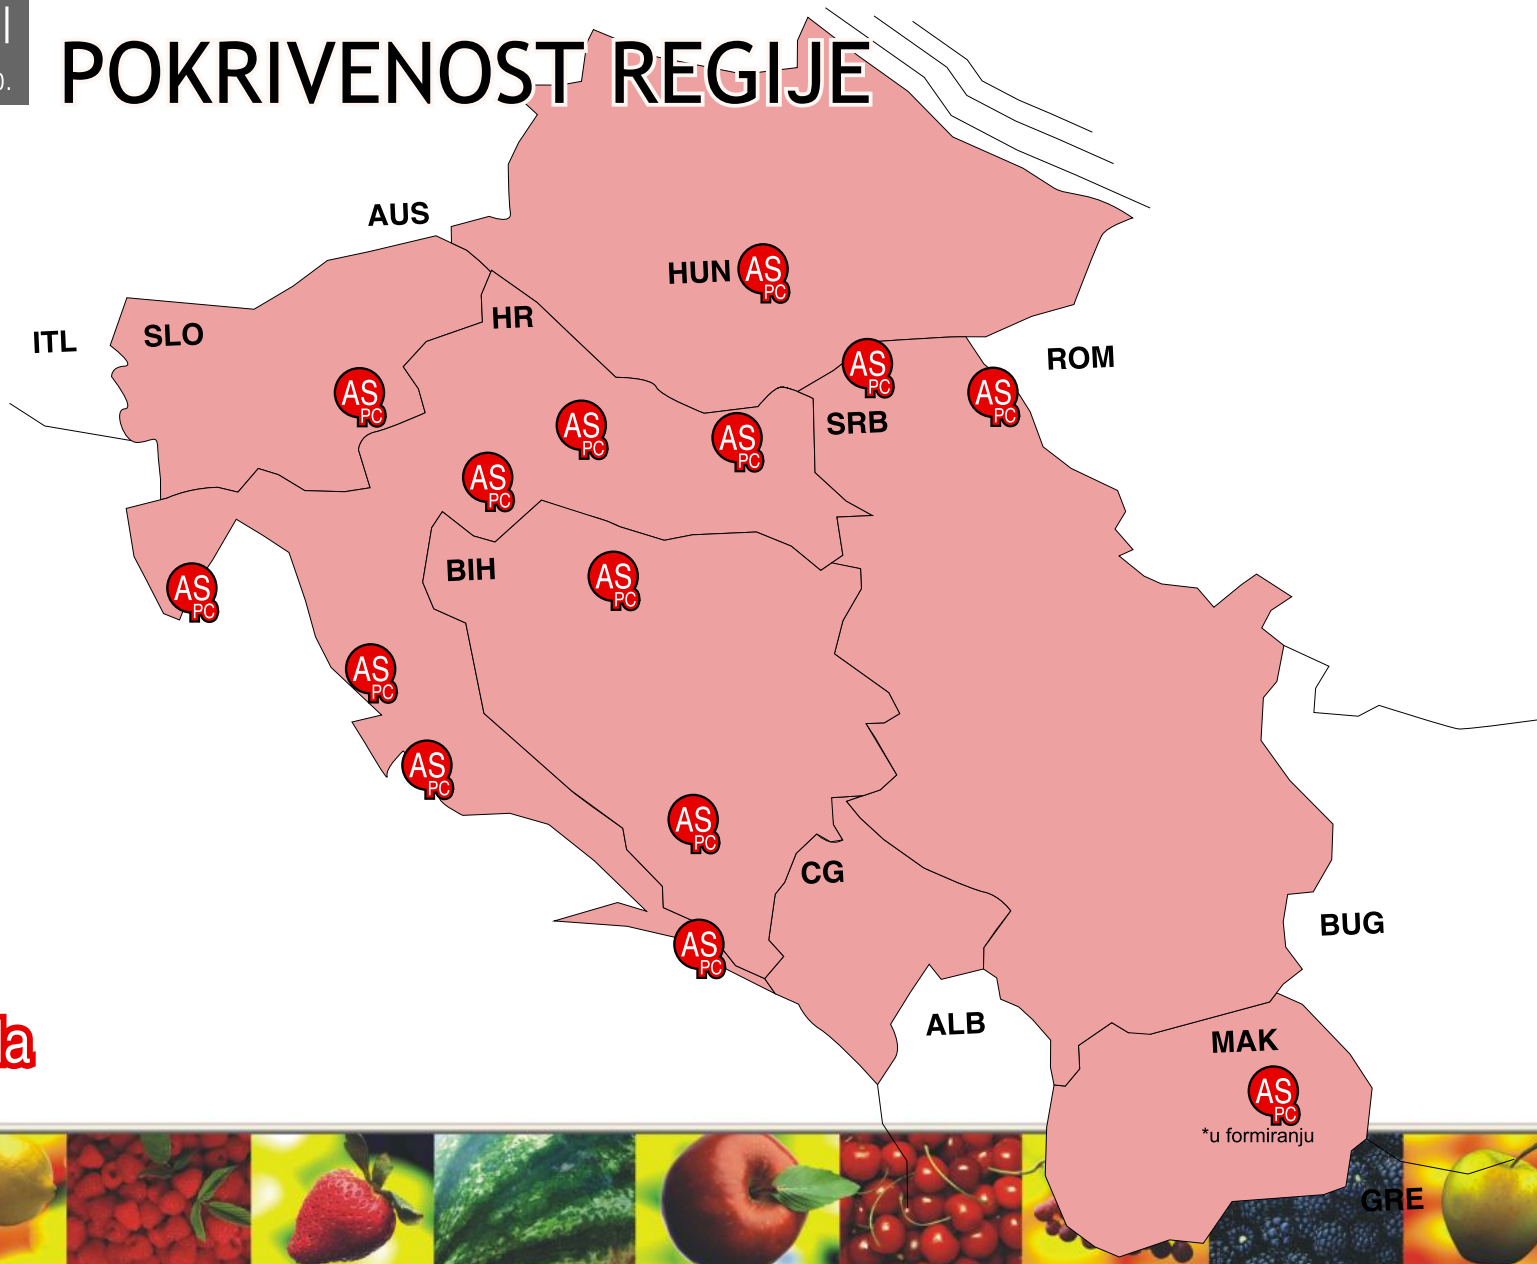 POKRIVENOST REGIJE
AUS
HUN
AS
PC
HR
ITL
SLO
ROM
AS
PC
AS
PC
AS
PC
SRB
AS
PC
AS
PC
AS
PC
BIH
AS
PC
AS
PC
AS
PC
AS
PC
AS
PC
CG
BUG
AS
PC
ALB
MAK
la
AS
PC
*u formiranju
GRE